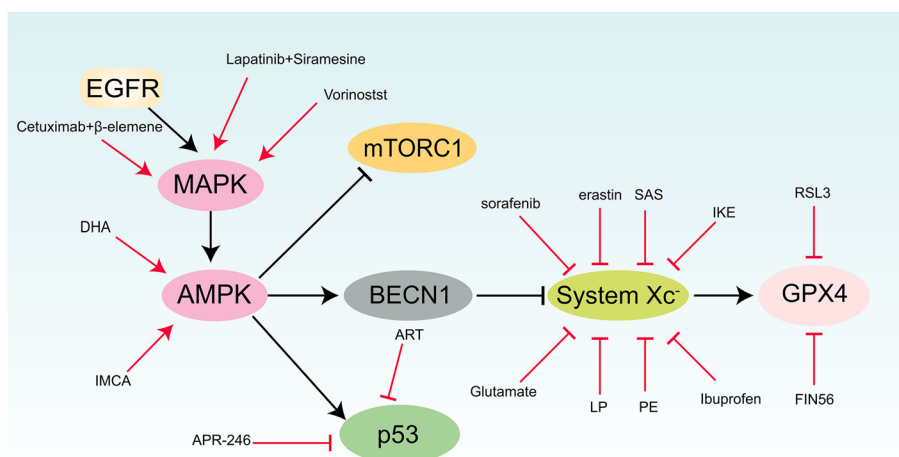 Lapatinib+Siramesine
EGFR
Vorinostst
Cetuximab+β-elemene
mTORC1
MAPK
sorafenib
erastin
SAS
IKE
RSL3
DHA
AMPK
BECN1
System Xc⁻
GPX4
ART
IMCA
Glutamate
LP
PE
Ibuprofen
FIN56
APR-246
p53